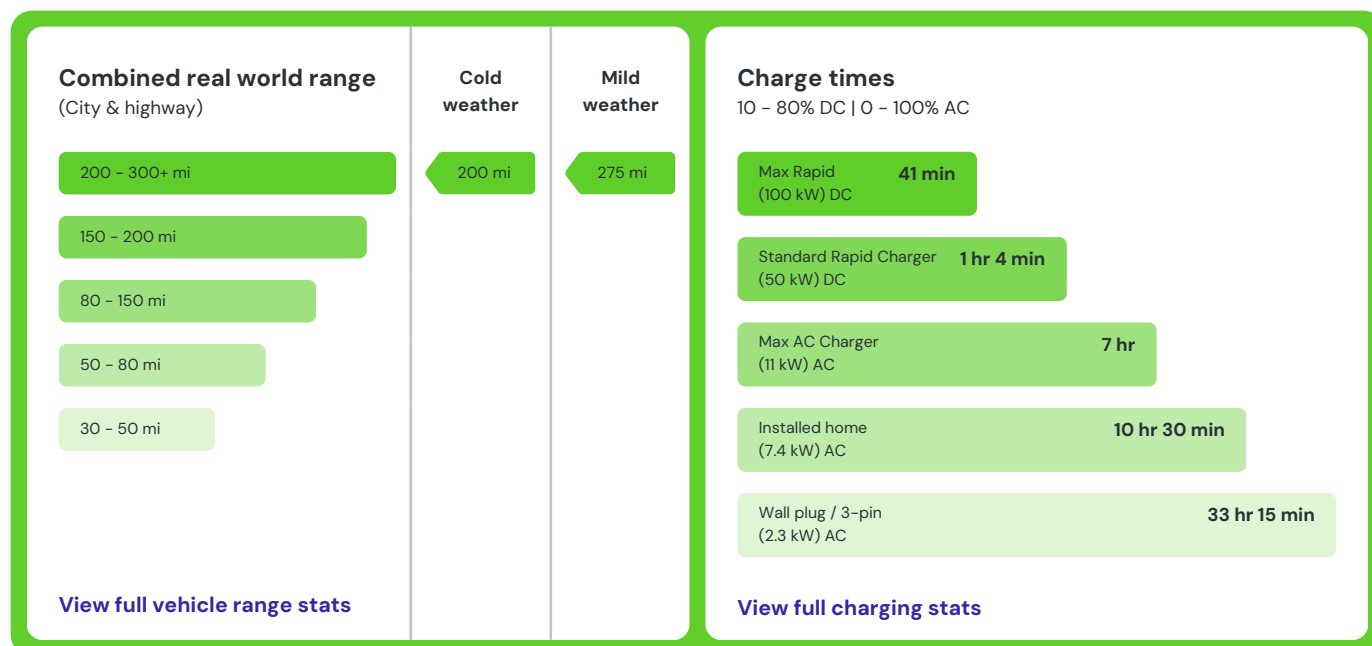 Combined real world range
(City & highway)
Cold
weather
Mild
weather
200 - 300+ mi
200 mi
275 mi
150 - 200 mi
80 - 150 mi
50 - 80 mi
30 - 50 mi
View full vehicle range stats
Charge times
10 - 80% DC | 0 - 100% AC
Max Rapid
(100 kW) DC
41 min
Standard Rapid Charger
(50 kW) DC
1 hr 4 min
Max AC Charger
(11 kW) AC
7 hr
Installed home
(7.4 kW) AC
10 hr 30 min
Wall plug / 3-pin
(2.3 kW) AC
33 hr 15 min
View full charging stats